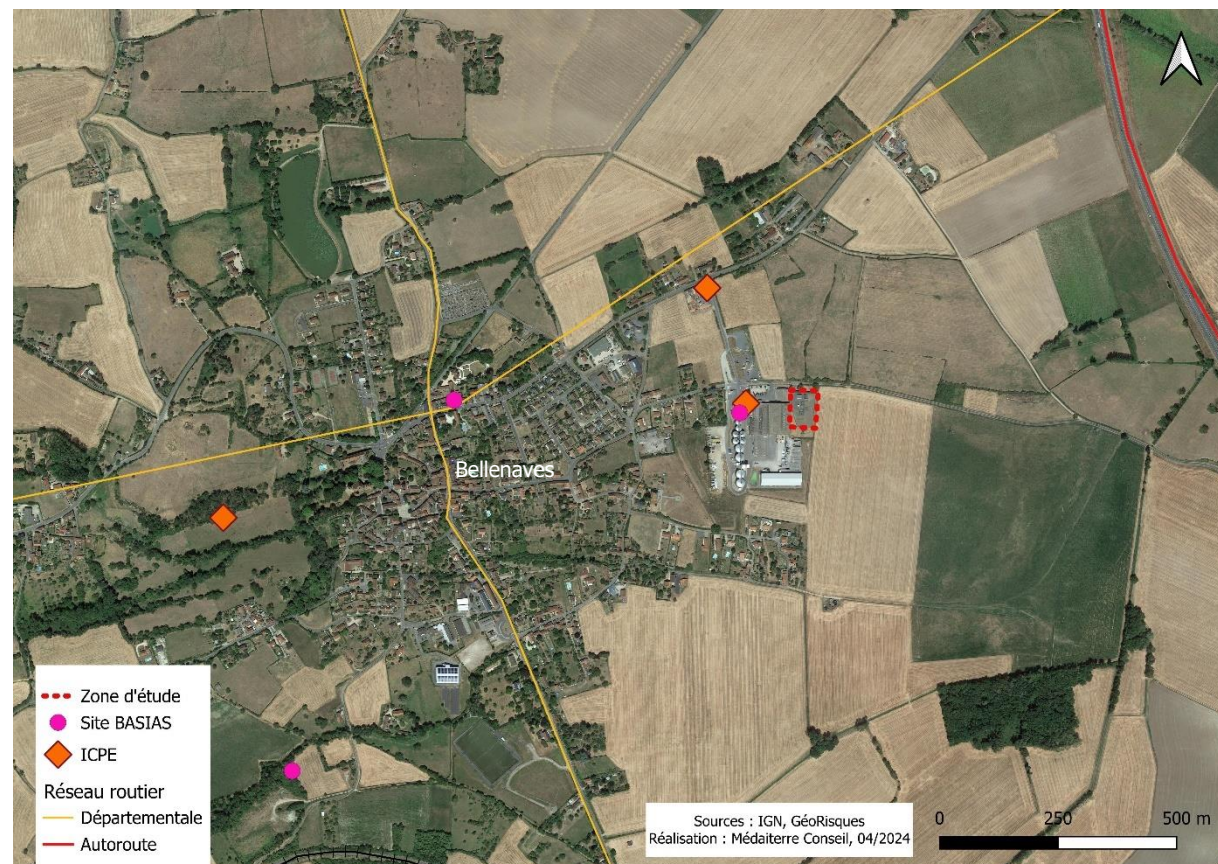 Bellenaves
Zone d'étude
Site BASIAS
ICPE
Réseau routier
Départementale
Autoroute
Sources : IGN, GéoRisques
Réalisation : Médaiterre Conseil, 04/2024
0 250 500 m